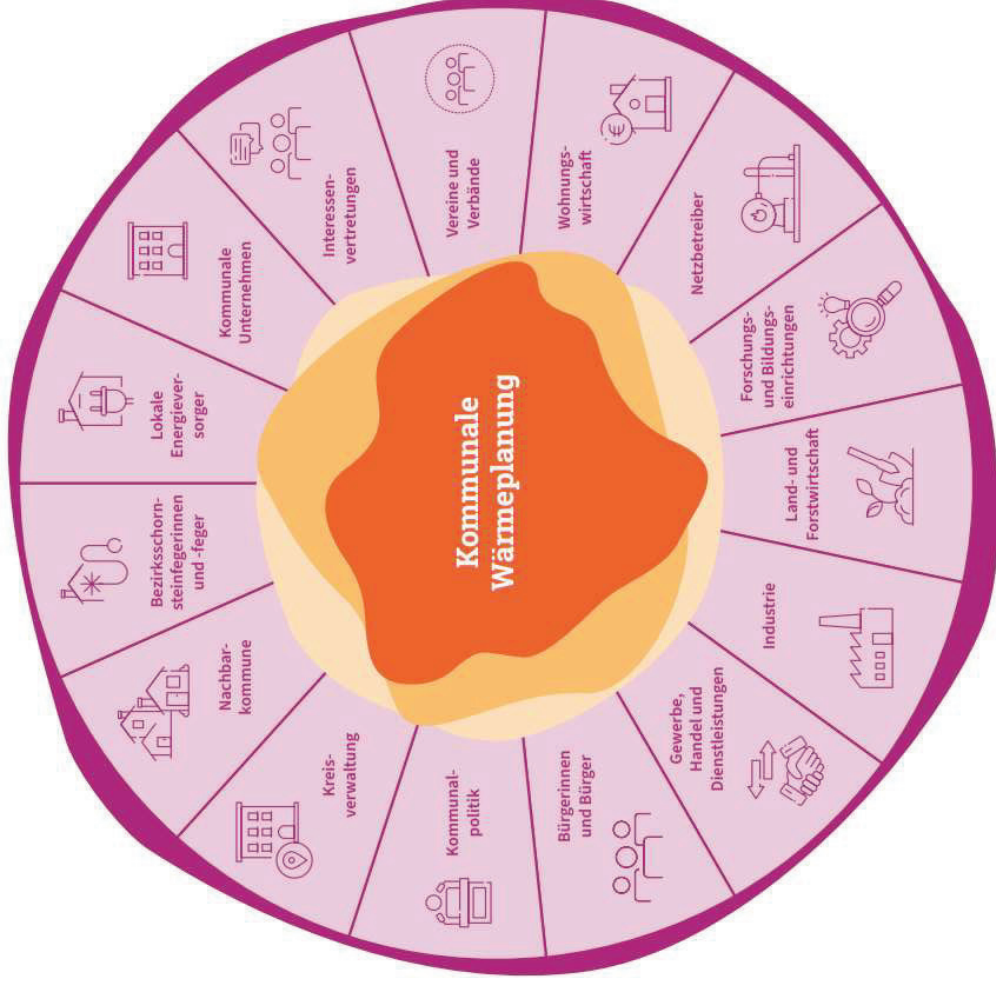 Kommunale
Wärmeplanung
Lokale
Energiever-
sorger
Kommunale
Unternehmen
Interessen-
vertretungen
Vereine und
Verbände
Wohnungs-
wirtschaft
€
Netzbetreiber
Forschungs-
und Bildungs-
einrichtungen
Land- und
Forstwirtschaft
Industrie
Gewerbe,
Handel und
Dienstleistungen
Bürgerinnen
und Bürger
Kommunal-
politik
Kreis-
verwaltung
Nachbar-
kommune
Bezirksschorn-
steinfegerinnen
und -feger